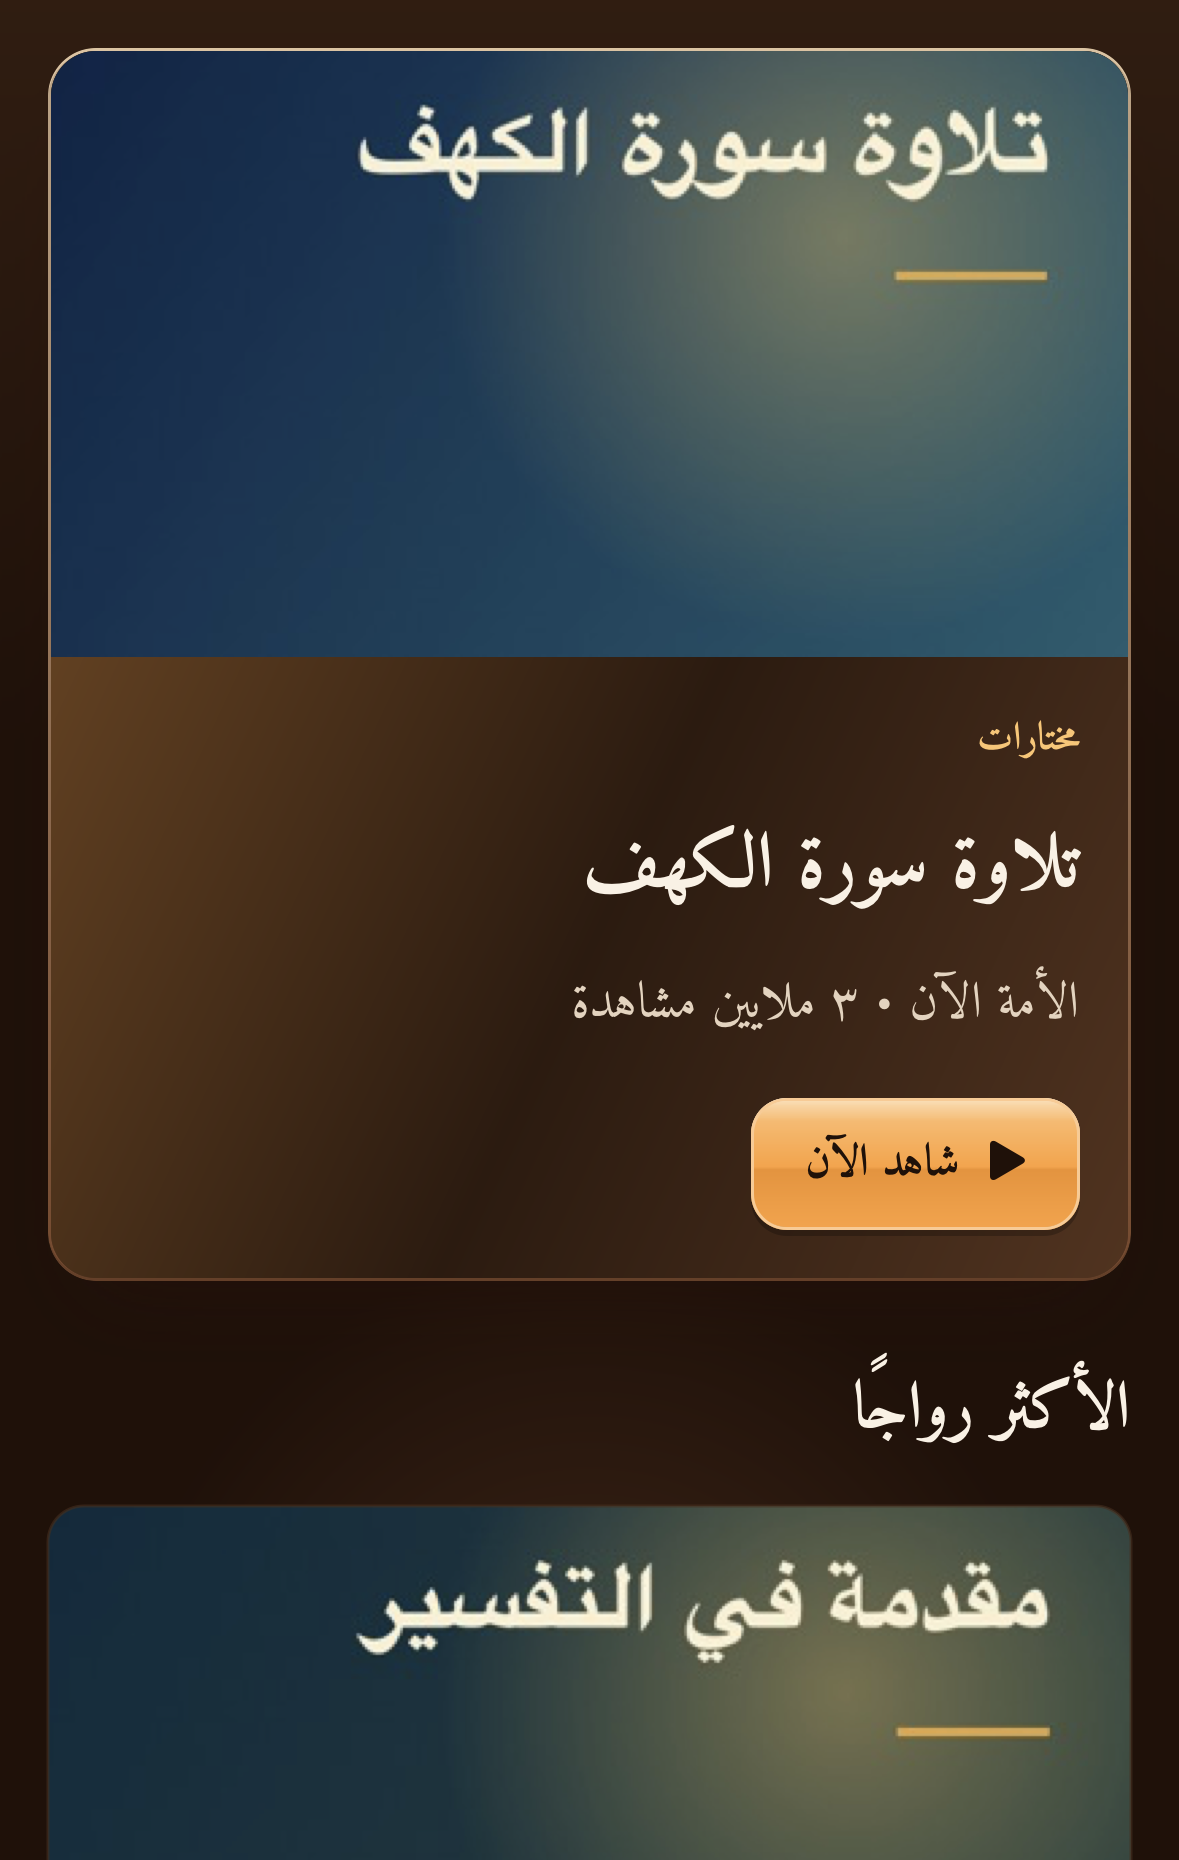 تلاوة سورة الكهف
مختارات
تلاوة سورة الكهف
الأمة الآن • ٣ ملايين مشاهدة
شاهد الآن
الأكثر رواجًا
مقدمة في التفسير